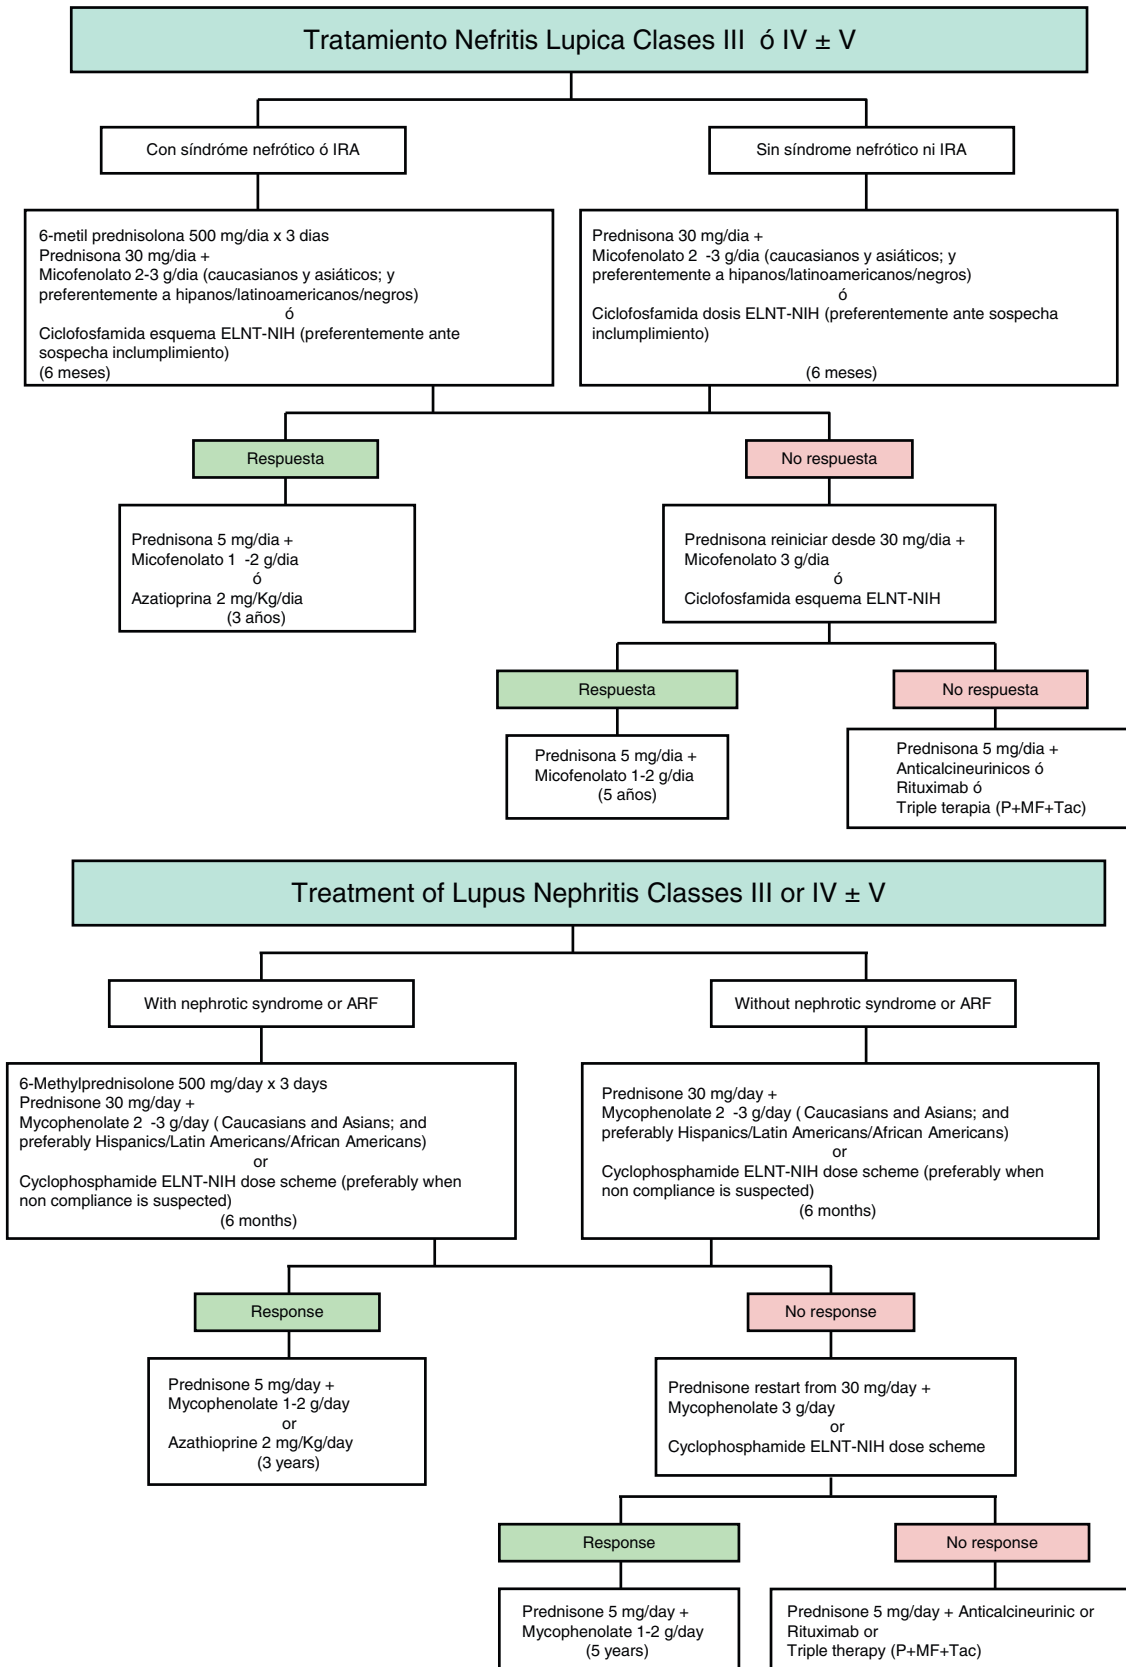 Tratamiento Nefritis Lupica Clases III ó IV ± V
Con síndróme nefrótico ó IRA
Sin síndrome nefrótico ni IRA
6-metil prednisolona 500 mg/dia x 3 dias
Prednisona 30 mg/dia +
Micofenolato 2-3 g/dia (caucasianos y asiáticos; y
preferentemente a hipanos/latinoamericanos/negros)
ó
Ciclofosfamida esquema ELNT-NIH (preferentemente ante
sospecha inclumplimiento)
(6 meses)
Prednisona 30 mg/dia +
Micofenolato 2 -3 g/dia (caucasianos y asiáticos; y
preferentemente a hipanos/latinoamericanos/negros)
ó
Ciclofosfamida dosis ELNT-NIH (preferentemente ante sospecha
inclumplimiento)
(6 meses)
Respuesta
No respuesta
Prednisona 5 mg/dia +
Micofenolato 1 -2 g/dia
ó
Azatioprina 2 mg/Kg/dia
(3 años)
Prednisona reiniciar desde 30 mg/dia +
Micofenolato 3 g/dia
ó
Ciclofosfamida esquema ELNT-NIH
Respuesta
No respuesta
Prednisona 5 mg/dia +
Micofenolato 1-2 g/dia
(5 años)
Prednisona 5 mg/dia +
Anticalcineurinicos ó
Rituximab ó
Triple terapia (P+MF+Tac)
Treatment of Lupus Nephritis Classes III or IV ± V
With nephrotic syndrome or ARF
Without nephrotic syndrome or ARF
6-Methylprednisolone 500 mg/day x 3 days
Prednisone 30 mg/day +
Mycophenolate 2 -3 g/day ( Caucasians and Asians; and
preferably Hispanics/Latin Americans/African Americans)
or
Cyclophosphamide ELNT-NIH dose scheme (preferably when
non compliance is suspected)
(6 months)
Prednisone 30 mg/day +
Mycophenolate 2 -3 g/day ( Caucasians and Asians; and
preferably Hispanics/Latin Americans/African Americans)
or
Cyclophosphamide ELNT-NIH dose scheme (preferably when
non compliance is suspected)
(6 months)
Response
No response
Prednisone 5 mg/day +
Mycophenolate 1-2 g/day
or
Azathioprine 2 mg/Kg/day
(3 years)
Prednisone restart from 30 mg/day +
Mycophenolate 3 g/day
or
Cyclophosphamide ELNT-NIH dose scheme
Response
No response
Prednisone 5 mg/day +
Mycophenolate 1-2 g/day
(5 years)
Prednisone 5 mg/day + Anticalcineurinic or
Rituximab or
Triple therapy (P+MF+Tac)